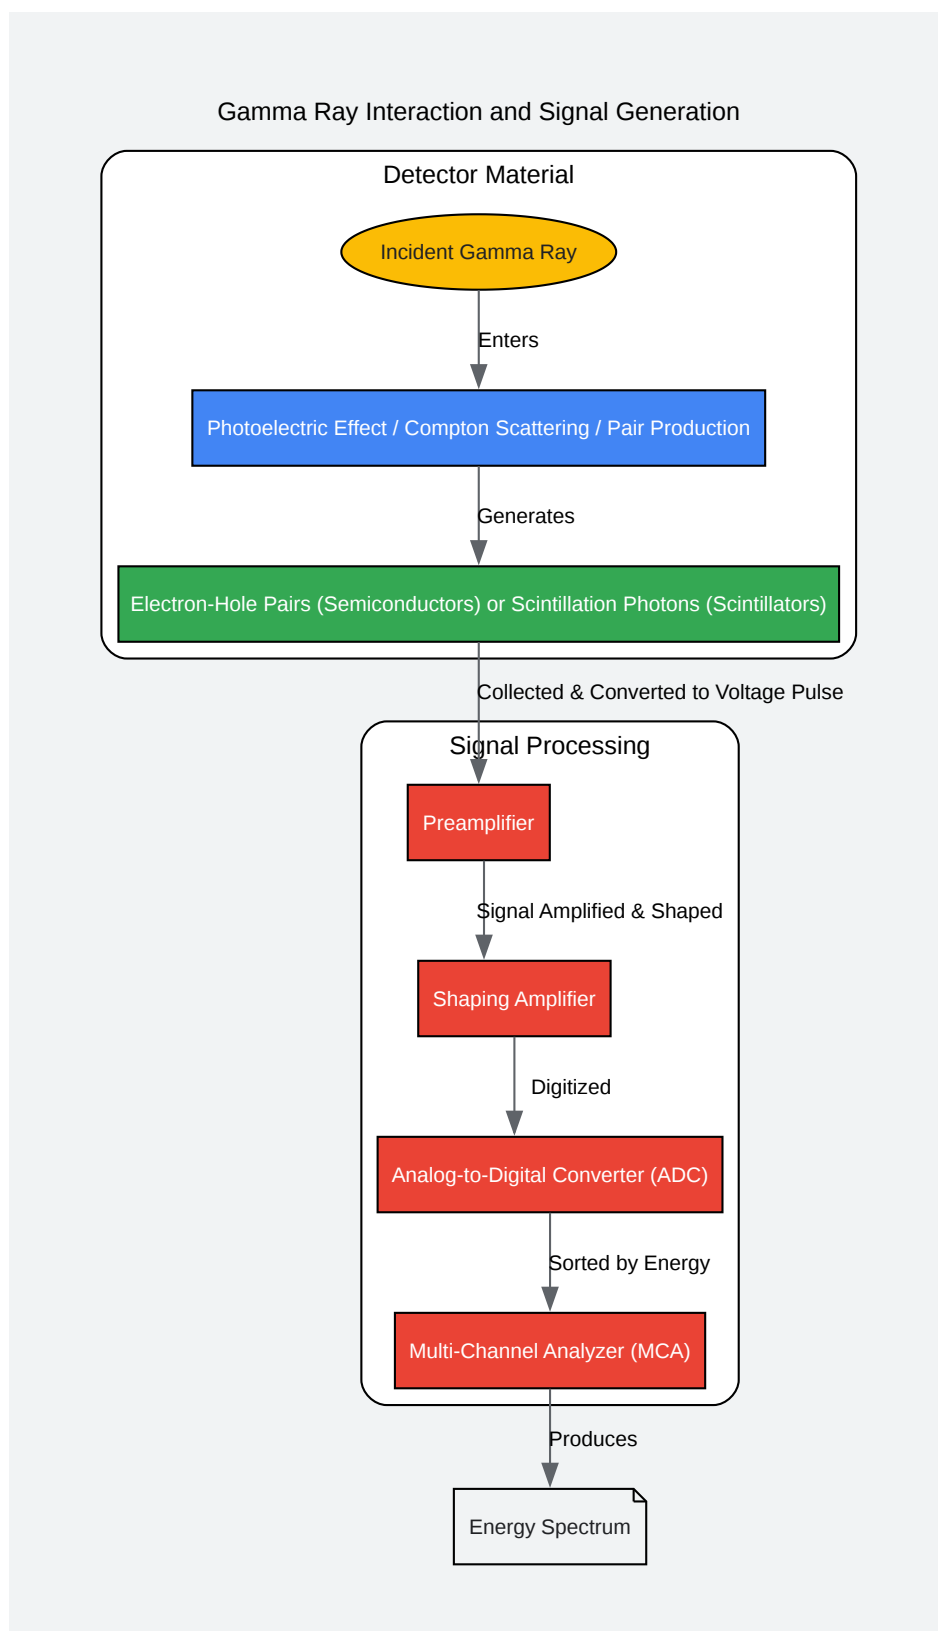 Gamma Ray Interaction and Signal Generation
Detector Material
Incident Gamma Ray
Enters
Photoelectric Effect / Compton Scattering / Pair Production
Generates
Electron-Hole Pairs (Semiconductors) or Scintillation Photons (Scintillators)
Collected & Converted to Voltage Pulse
Signal Processing
Preamplifier
Signal Amplified & Shaped
Shaping Amplifier
Digitized
Analog-to-Digital Converter (ADC)
Sorted by Energy
Multi-Channel Analyzer (MCA)
Produces
Energy Spectrum